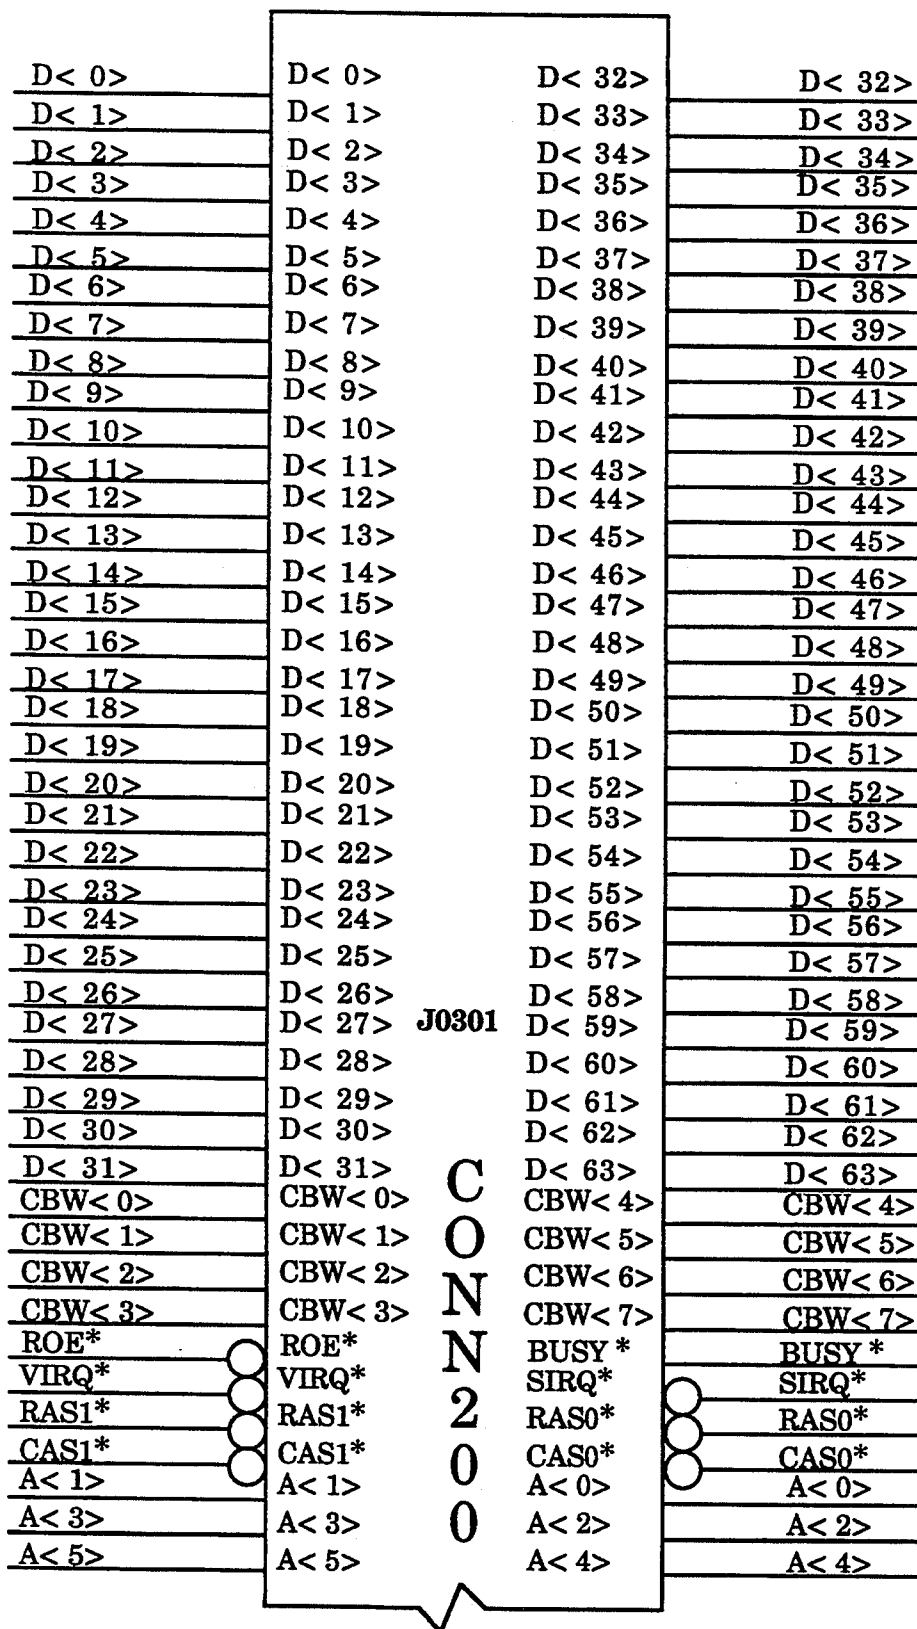 D< 0> D< 0> D< 32> D< 32>
D< 1> D< 1> D< 33> D< 33>
D< 2> D< 2> D< 34> D< 34>
D< 3> D< 3> D< 35> D< 35>
D< 4> D< 4> D< 36> D< 36>
D< 5> D< 5> D< 37> D< 37>
D< 6> D< 6> D< 38> D< 38>
D< 7> D< 7> D< 39> D< 39>
D< 8> D< 8> D< 40> D< 40>
D< 9> D< 9> D< 41> D< 41>
D< 10> D< 10> D< 42> D< 42>
D< 11> D< 11> D< 43> D< 43>
D< 12> D< 12> D< 44> D< 44>
D< 13> D< 13> D< 45> D< 45>
D< 14> D< 14> D< 46> D< 46>
D< 15> D< 15> D< 47> D< 47>
D< 16> D< 16> D< 48> D< 48>
D< 17> D< 17> D< 49> D< 49>
D< 18> D< 18> D< 50> D< 50>
D< 19> D< 19> D< 51> D< 51>
D< 20> D< 20> D< 52> D< 52>
D< 21> D< 21> D< 53> D< 53>
D< 22> D< 22> D< 54> D< 54>
D< 23> D< 23> D< 55> D< 55>
D< 24> D< 24> D< 56> D< 56>
D< 25> D< 25> D< 57> D< 57>
D< 26> D< 26> D< 58> D< 58>
D< 27> D< 27> J0301 D< 59> D< 59>
D< 28> D< 28> D< 60> D< 60>
D< 29> D< 29> D< 61> D< 61>
D< 30> D< 30> D< 62> D< 62>
D< 31> D< 31> D< 63> D< 63>
CBW< 0> CBW< 0> CBW< 4> CBW< 4>
CBW< 1> CBW< 1> CBW< 5> CBW< 5>
CBW< 2> CBW< 2> CBW< 6> CBW< 6>
CBW< 3> CBW< 3> CBW< 7> CBW< 7>
ROE* ROE* BUSY * BUSY *
VIRQ* VIRQ* SIRQ* SIRQ*
RAS1* RAS1* RAS0* RAS0*
CAS1* CAS1* CAS0* CAS0*
A< 1> A< 1> A< 0> A< 0>
A< 3> A< 3> A< 2> A< 2>
A< 5> A< 5> A< 4> A< 4>
CONN200